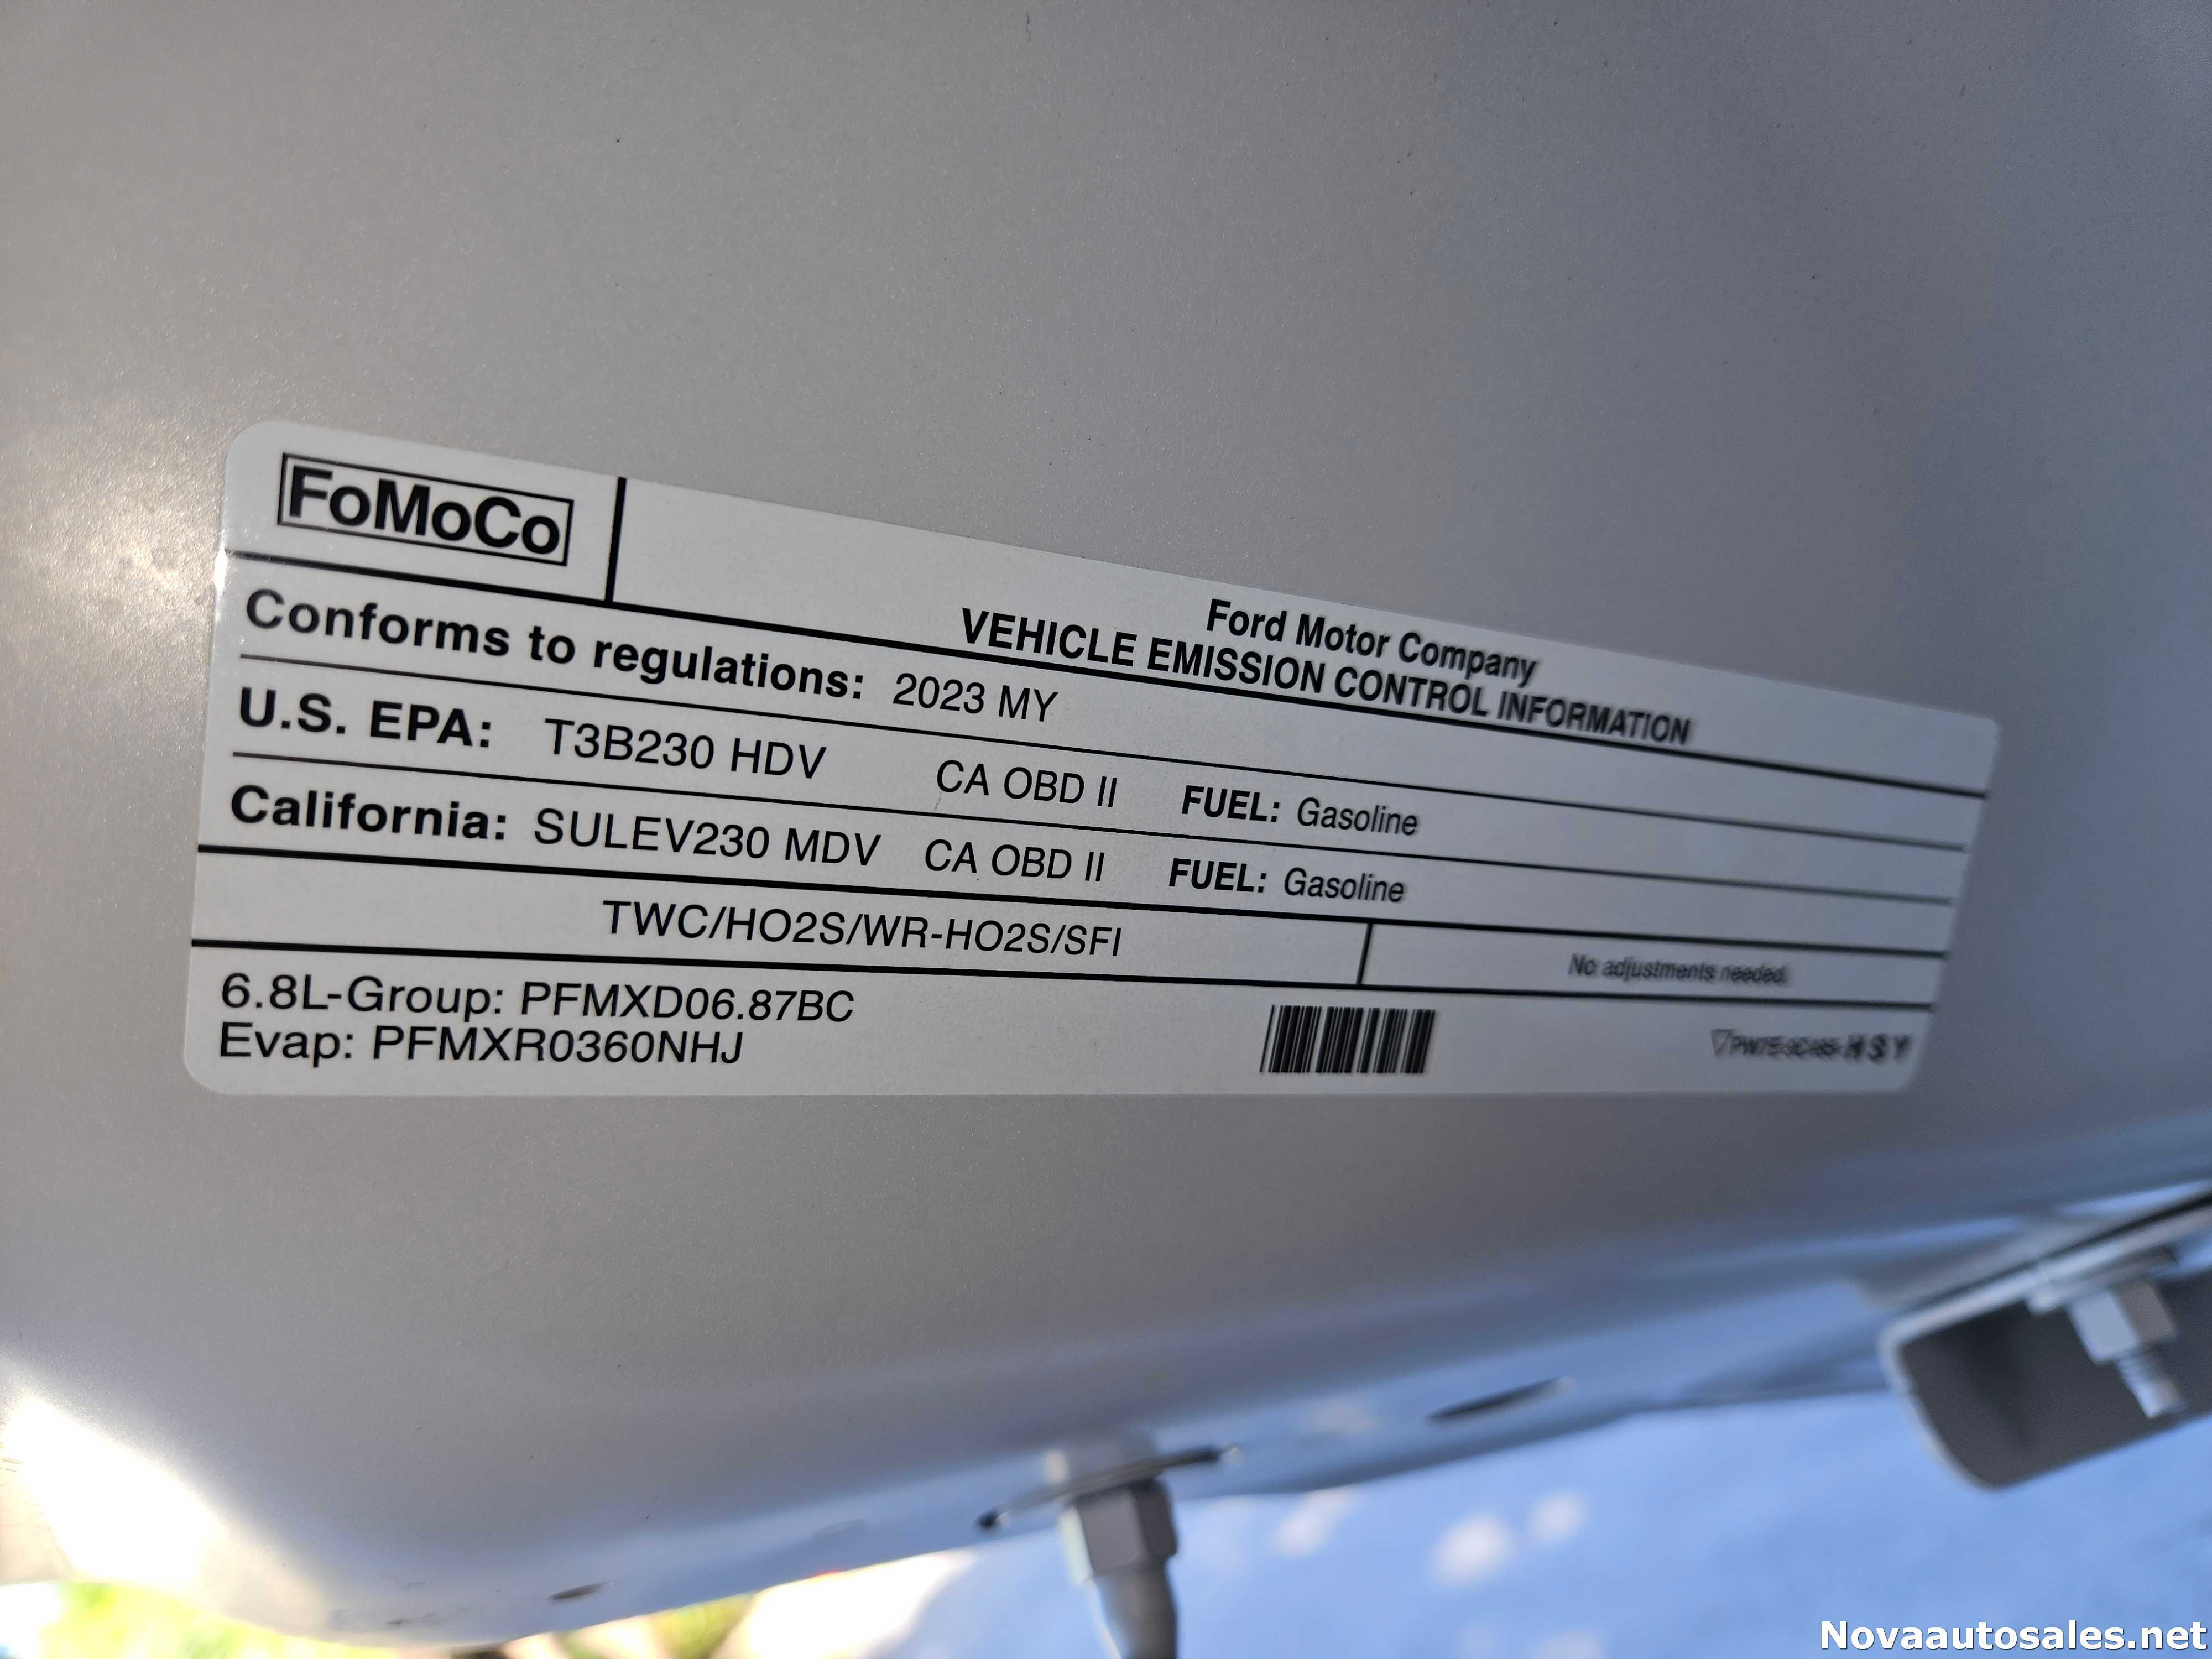 FoMoCo
Ford Motor Company
VEHICLE EMISSION CONTROL INFORMATION
Conforms to regulations: 2023 MY
U.S. EPA: T3B230 HDV CA OBD II FUEL: Gasoline
California: SULEV230 MDV CA OBD II FUEL: Gasoline
TWC/HO2S/WR-HO2S/SFI No adjustments needed.
6.8L-Group: PFMXD06.87BC
Evap: PFMXR0360NHJ
HSY
Novaautosales.net